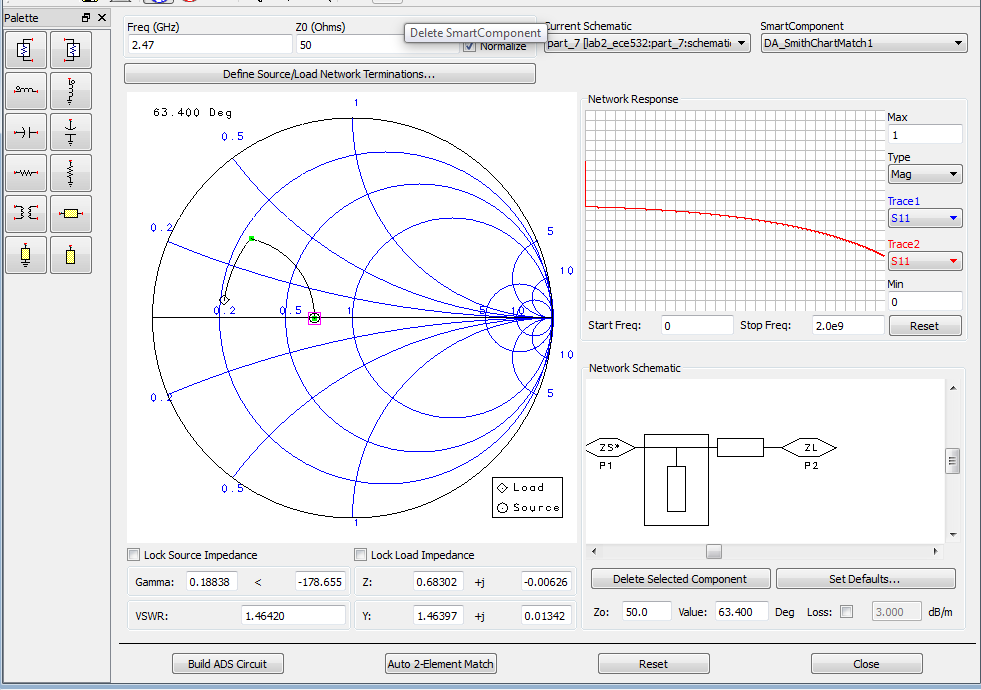 Palette
Freq (GHz)
2.47
Z0 (Ohms)
50
Delete SmartComponent
Normalize
Current Schematic
part_7 [lab2_ece532:part_7:schemati
SmartComponent
DA_SmithChartMatch1
Define Source/Load Network Terminations...
63.400 Deg
1
0.5
0.2
5
10
0.2
0.5
1
5
10
10
5
0.2
0.5
1
Load
Source
Network Response
Max
1
Type
Mag
Trace1
S11
Trace2
S11
Min
0
Start Freq:
0
Stop Freq:
2.0e9
Reset
Network Schematic
ZS*
P1
ZL
P2
Lock Source Impedance
Lock Load Impedance
Gamma: 0.18838 < -178.655
Z: 0.68302 +j -0.00626
VSWR: 1.46420
Y: 1.46397 +j 0.01342
Delete Selected Component
Set Defaults...
Zo: 50.0 Value: 63.400 Deg Loss: 3.000 dB/m
Build ADS Circuit
Auto 2-Element Match
Reset
Close